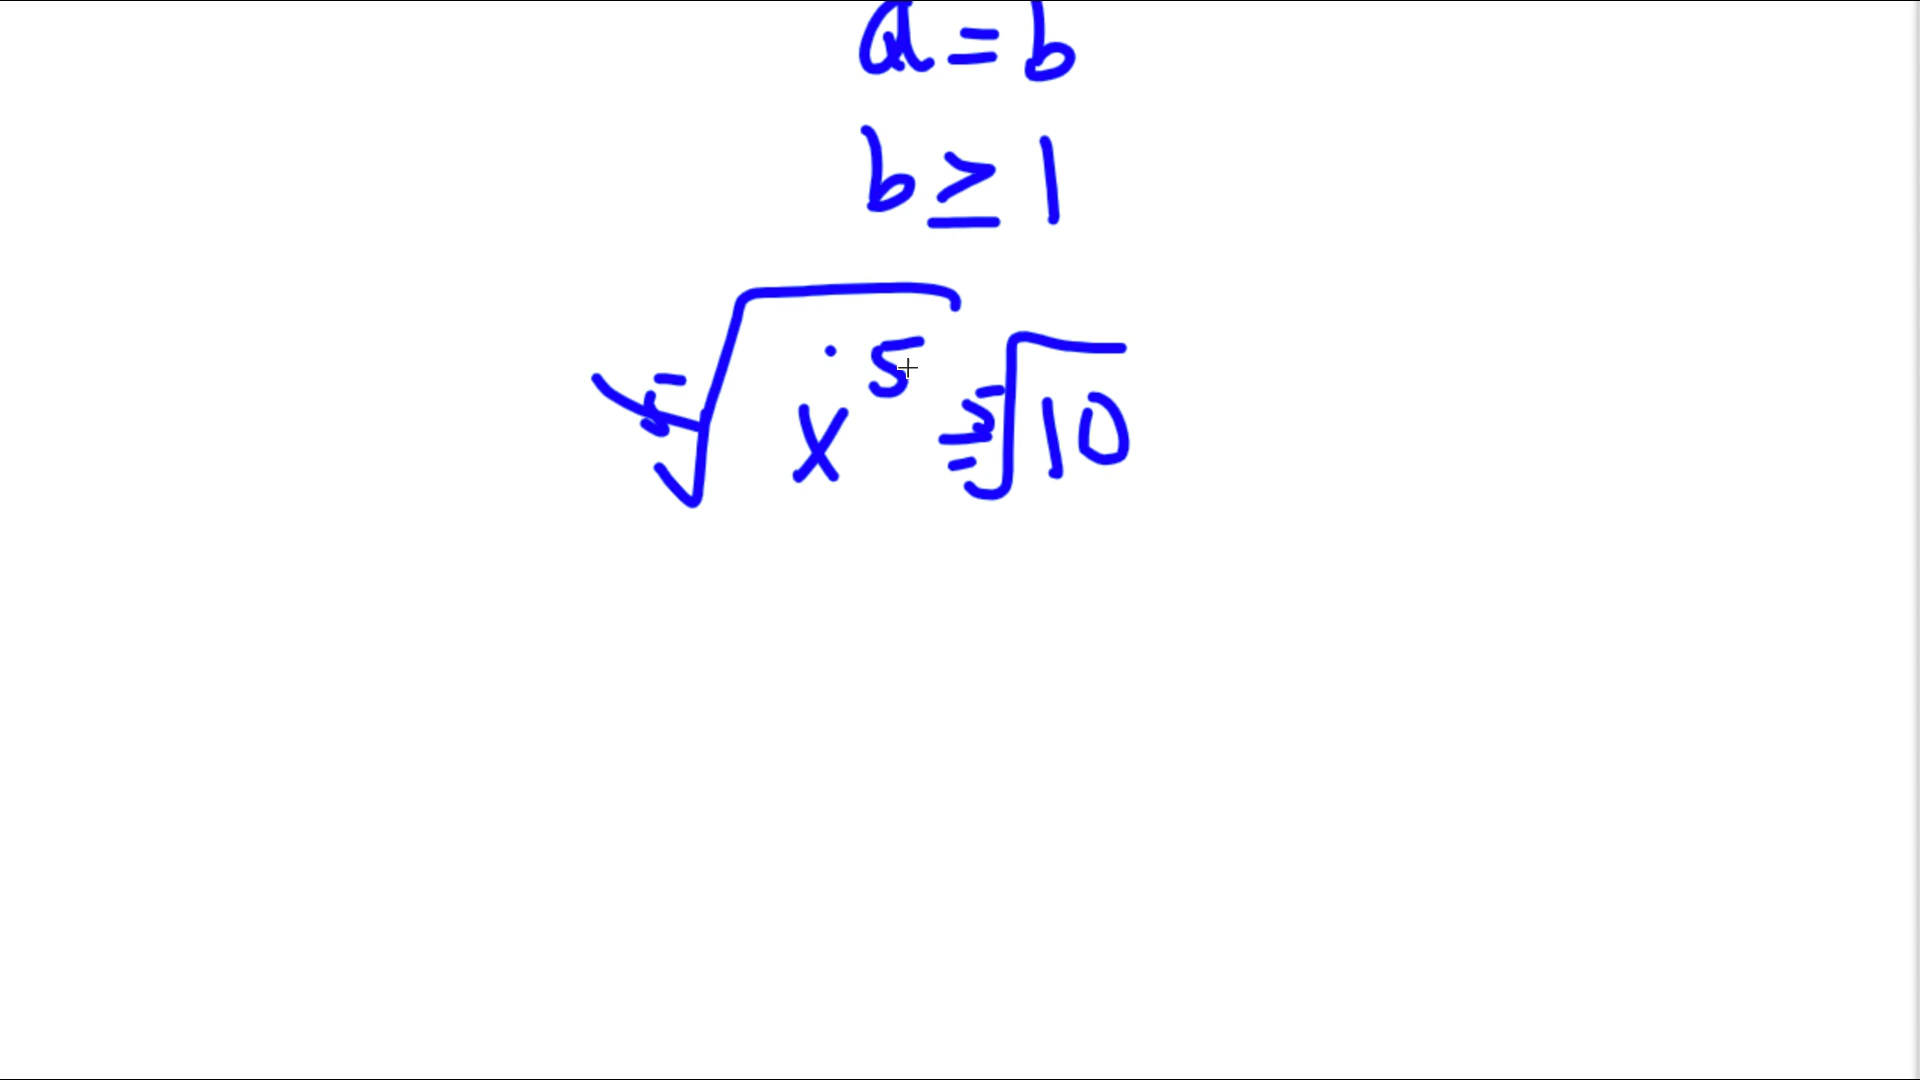 a = b
b ≥ 1
⁵√x⁵ = ⁵√10